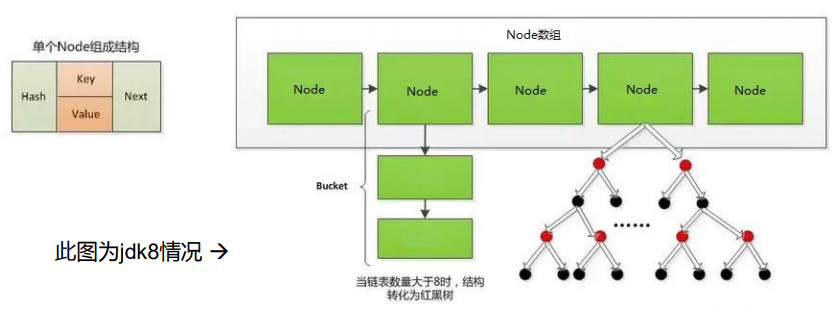 单个Node组成结构
Hash
Key
Value
Next
Node数组
Node
Node
Node
Node
Node
Bucket
......
当链表数量大于8时，结构
转化为红黑树
此图为jdk8情况 →